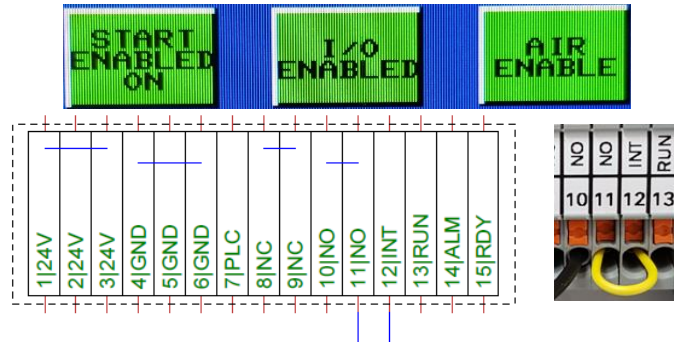 START
ENABLED
ON
I/O
ENABLED
AIR
ENABLE
1|24V
2|24V
3|24V
4|GND
5|GND
6|GND
7|PLC
8|NC
9|NC
10|NO
11|NO
12|INT
13|RUN
14|ALM
15|RDY
NO
NO
INT
RUN
10
11
12
13